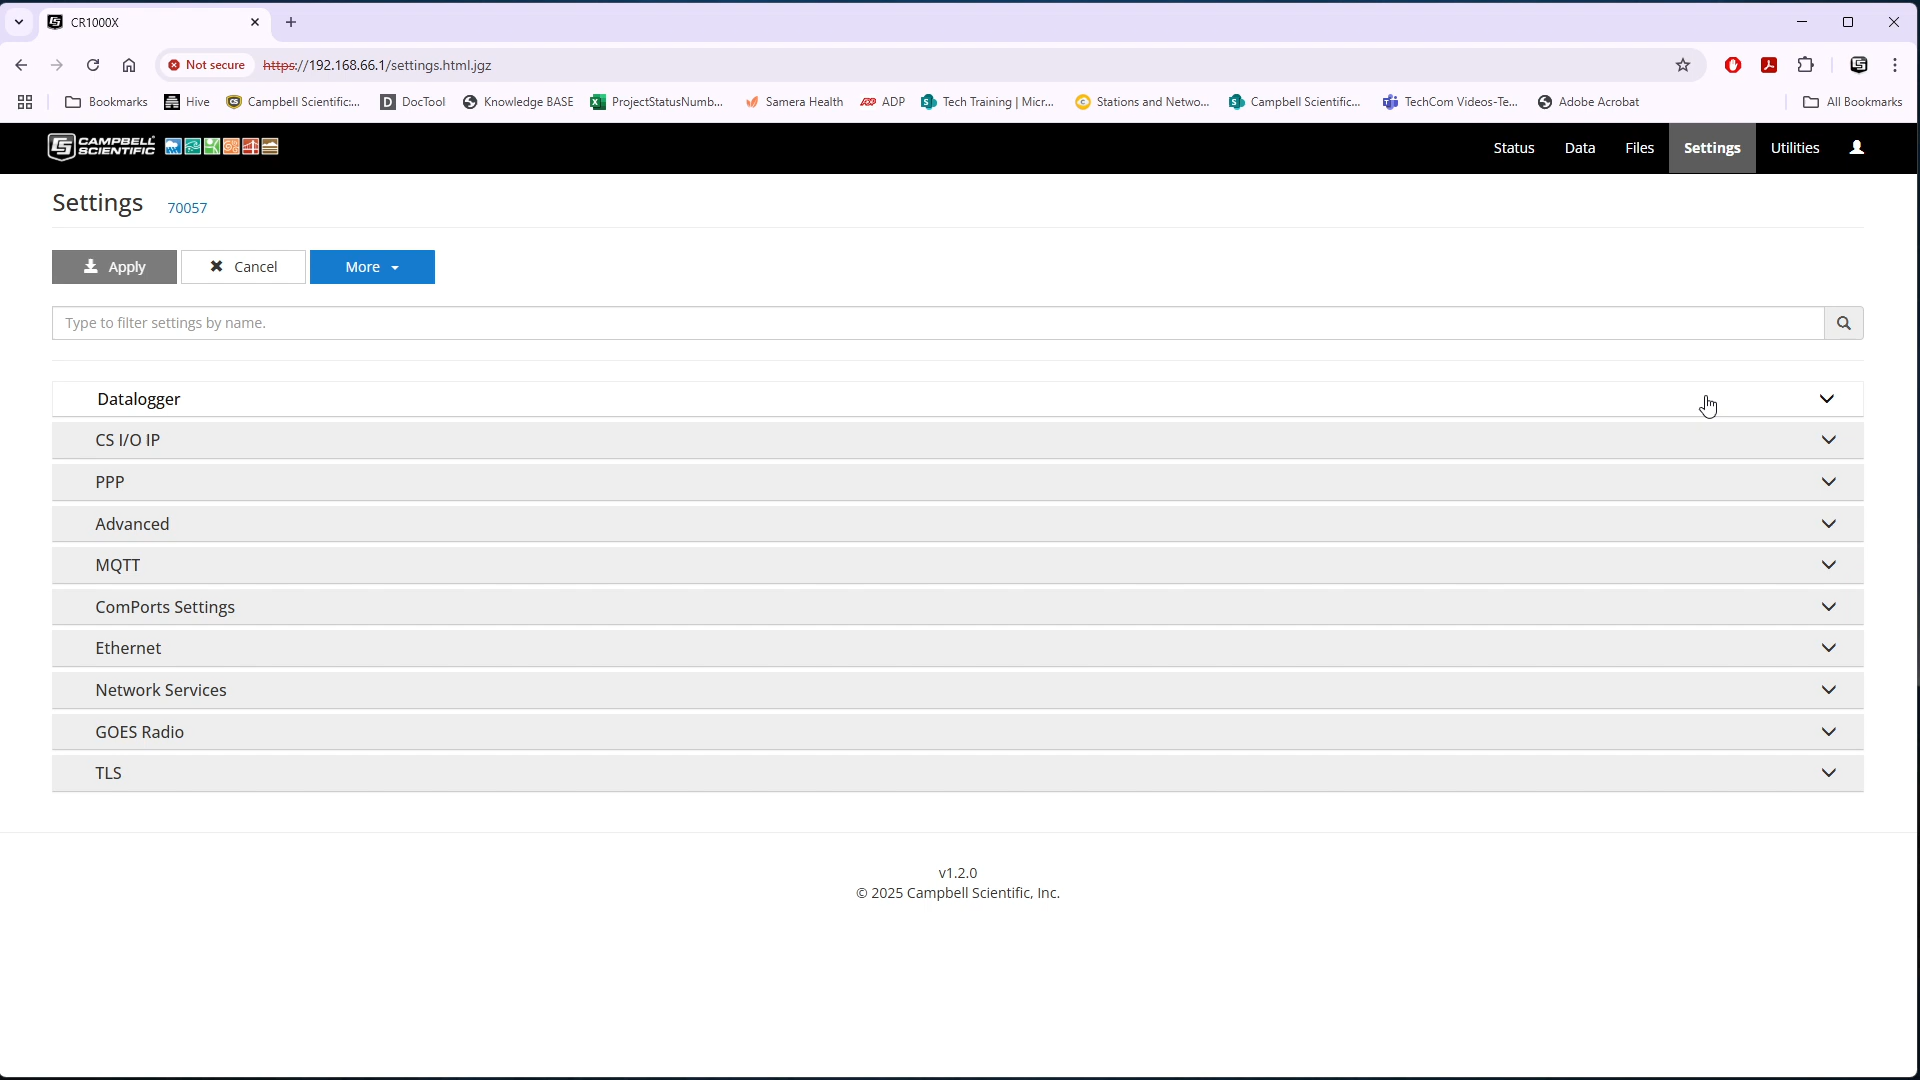 CR1000X
Not secure https://192.168.66.1/settings.html.jgz
Bookmarks Hive Campbell Scientific:... DocTool Knowledge BASE ProjectStatusNumb... Samera Health ADP Tech Training | Micr... Stations and Netwo... Campbell Scientific... TechCom Videos-Te... Adobe Acrobat All Bookmarks
CAMPBELL SCIENTIFIC
Status Data Files Settings Utilities
Settings 70057
Apply Cancel More
Type to filter settings by name.
Datalogger
CS I/O IP
PPP
Advanced
MQTT
ComPorts Settings
Ethernet
Network Services
GOES Radio
TLS
v1.2.0
© 2025 Campbell Scientific, Inc.